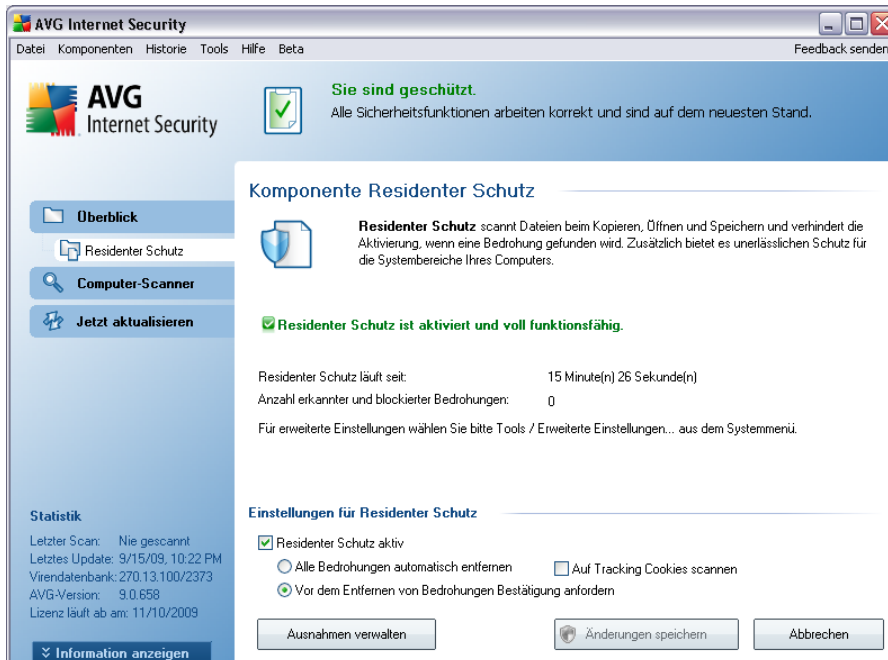 AVG Internet Security
Datei Komponenten Historie Tools Hilfe Beta Feedback senden
AVG
Internet Security
Sie sind geschützt.
Alle Sicherheitsfunktionen arbeiten korrekt und sind auf dem neuesten Stand.
Überblick
Residenter Schutz
Computer-Scanner
Jetzt aktualisieren
Statistik
Letzter Scan: Nie gescannt
Letztes Update: 9/15/09, 10:22 PM
Virendatenbank: 270.13.100/2373
AVG-Version: 9.0.658
Lizenz läuft ab am: 11/10/2009
Information anzeigen
Komponente Residenter Schutz
Residenter Schutz scannt Dateien beim Kopieren, Öffnen und Speichern und verhindert die
Aktivierung, wenn eine Bedrohung gefunden wird. Zusätzlich bietet es unerlässlichen Schutz für
die Systembereiche Ihres Computers.
Residenter Schutz ist aktiviert und voll funktionsfähig.
Residenter Schutz läuft seit: 15 Minute(n) 26 Sekunde(n)
Anzahl erkannter und blockierter Bedrohungen: 0
Für erweiterte Einstellungen wählen Sie bitte Tools / Erweiterte Einstellungen... aus dem Systemmenü.
Einstellungen für Residenter Schutz
Residenter Schutz aktiv
Alle Bedrohungen automatisch entfernen Auf Tracking Cookies scannen
Vor dem Entfernen von Bedrohungen Bestätigung anfordern
Ausnahmen verwalten Änderungen speichern Abbrechen